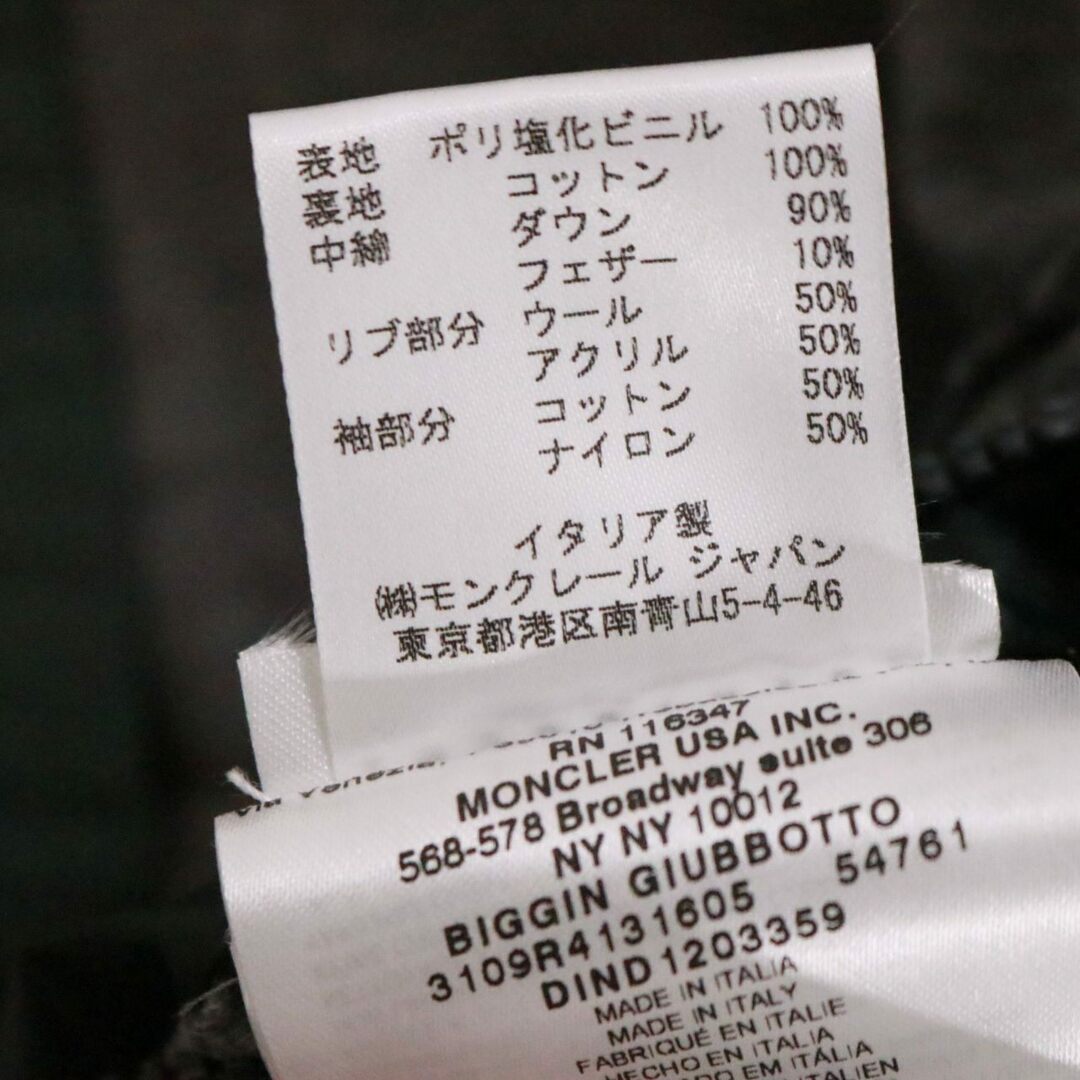 表地 ポリ塩化ビニル 100%
裏地 コットン 100%
中綿 ダウン 90%
フェザー 10%
リブ部分 ウール 50%
アクリル 50%
袖部分 コットン 50%
ナイロン 50%
イタリア製
㈱モンクレール ジャパン
東京都港区南青山5-4-46
RN 116347
MONCLER USA INC.
568-578 Broadway suite 306
NY NY 10012
BIGGIN GIUBBOTTO
3109R4131605 54761
DIND1203359
MADE IN ITALIA
MADE IN ITALY
FABRIQUÉ EN ITALIE
HECHO EN ITALIA
EM ITÁLIA